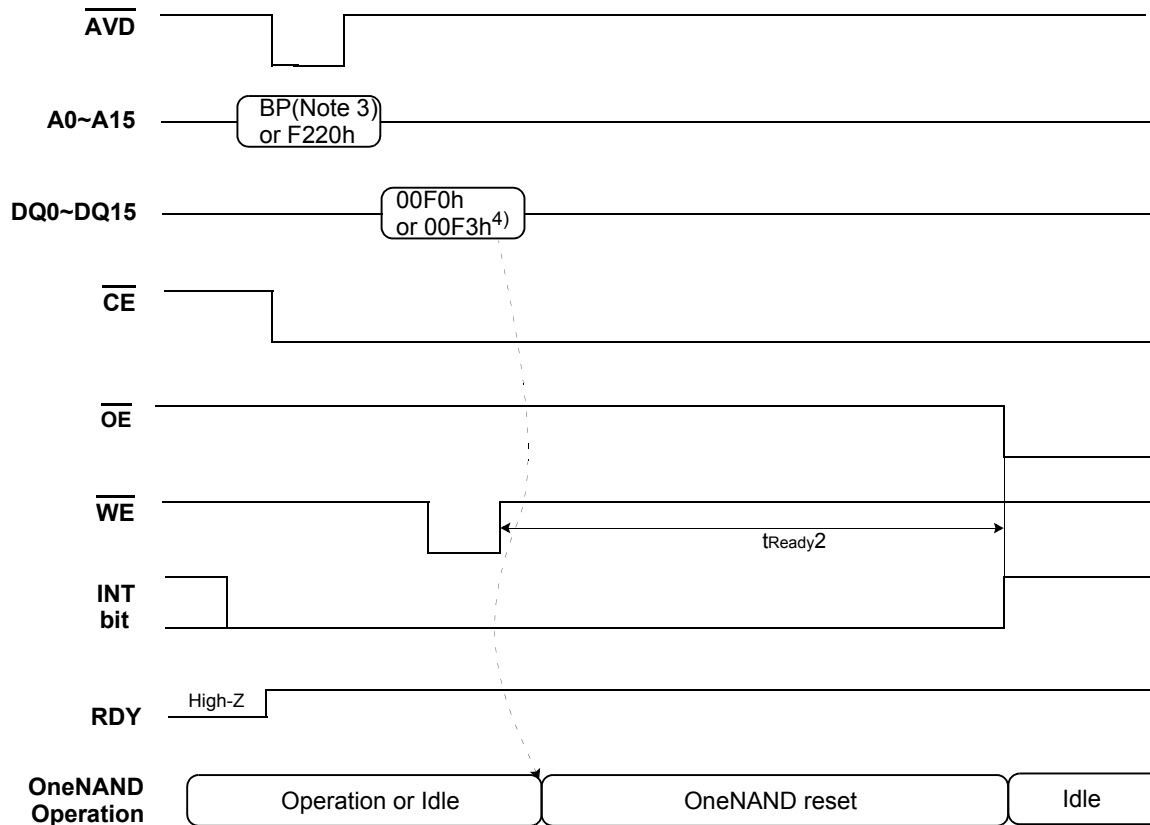 AVD
A0~A15
BP(Note 3)
or F220h
DQ0~DQ15
00F0h
or 00F3h4)
CE
OE
WE
tReady2
INT
bit
High-Z
RDY
OneNAND
Operation
Operation or Idle
OneNAND reset
Idle